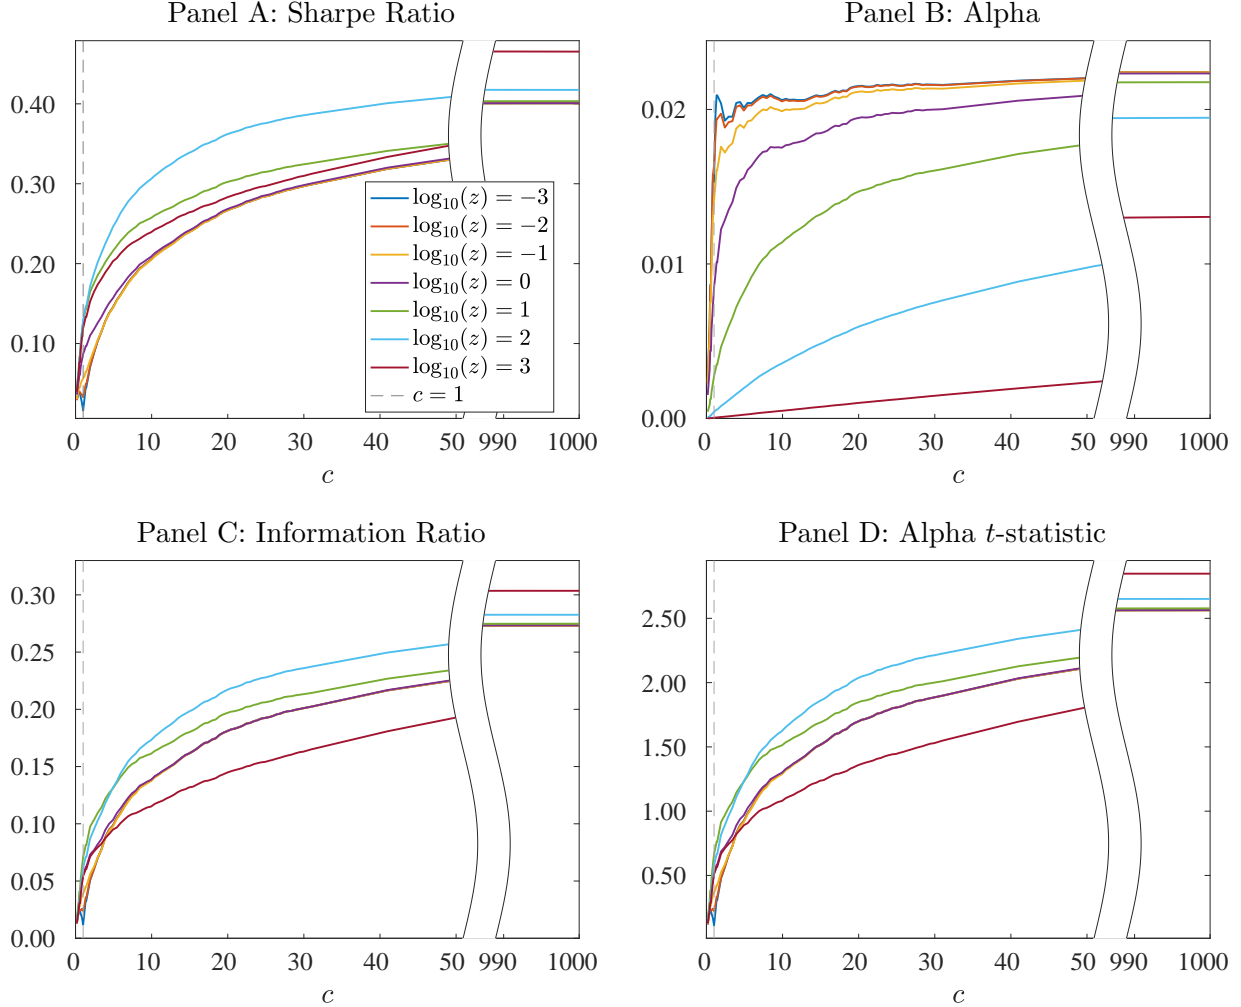 Panel A: Sharpe Ratio
0.40
0.30
0.20
0.10
0 10 20 30 40 50 990 1000
c
log₁₀(z) = −3
log₁₀(z) = −2
log₁₀(z) = −1
log₁₀(z) = 0
log₁₀(z) = 1
log₁₀(z) = 2
log₁₀(z) = 3
c = 1
Panel B: Alpha
0.02
0.01
0.00
0 10 20 30 40 50 990 1000
c
Panel C: Information Ratio
0.30
0.25
0.20
0.15
0.10
0.05
0.00
0 10 20 30 40 50 990 1000
c
Panel D: Alpha t-statistic
2.50
2.00
1.50
1.00
0.50
0 10 20 30 40 50 990 1000
c